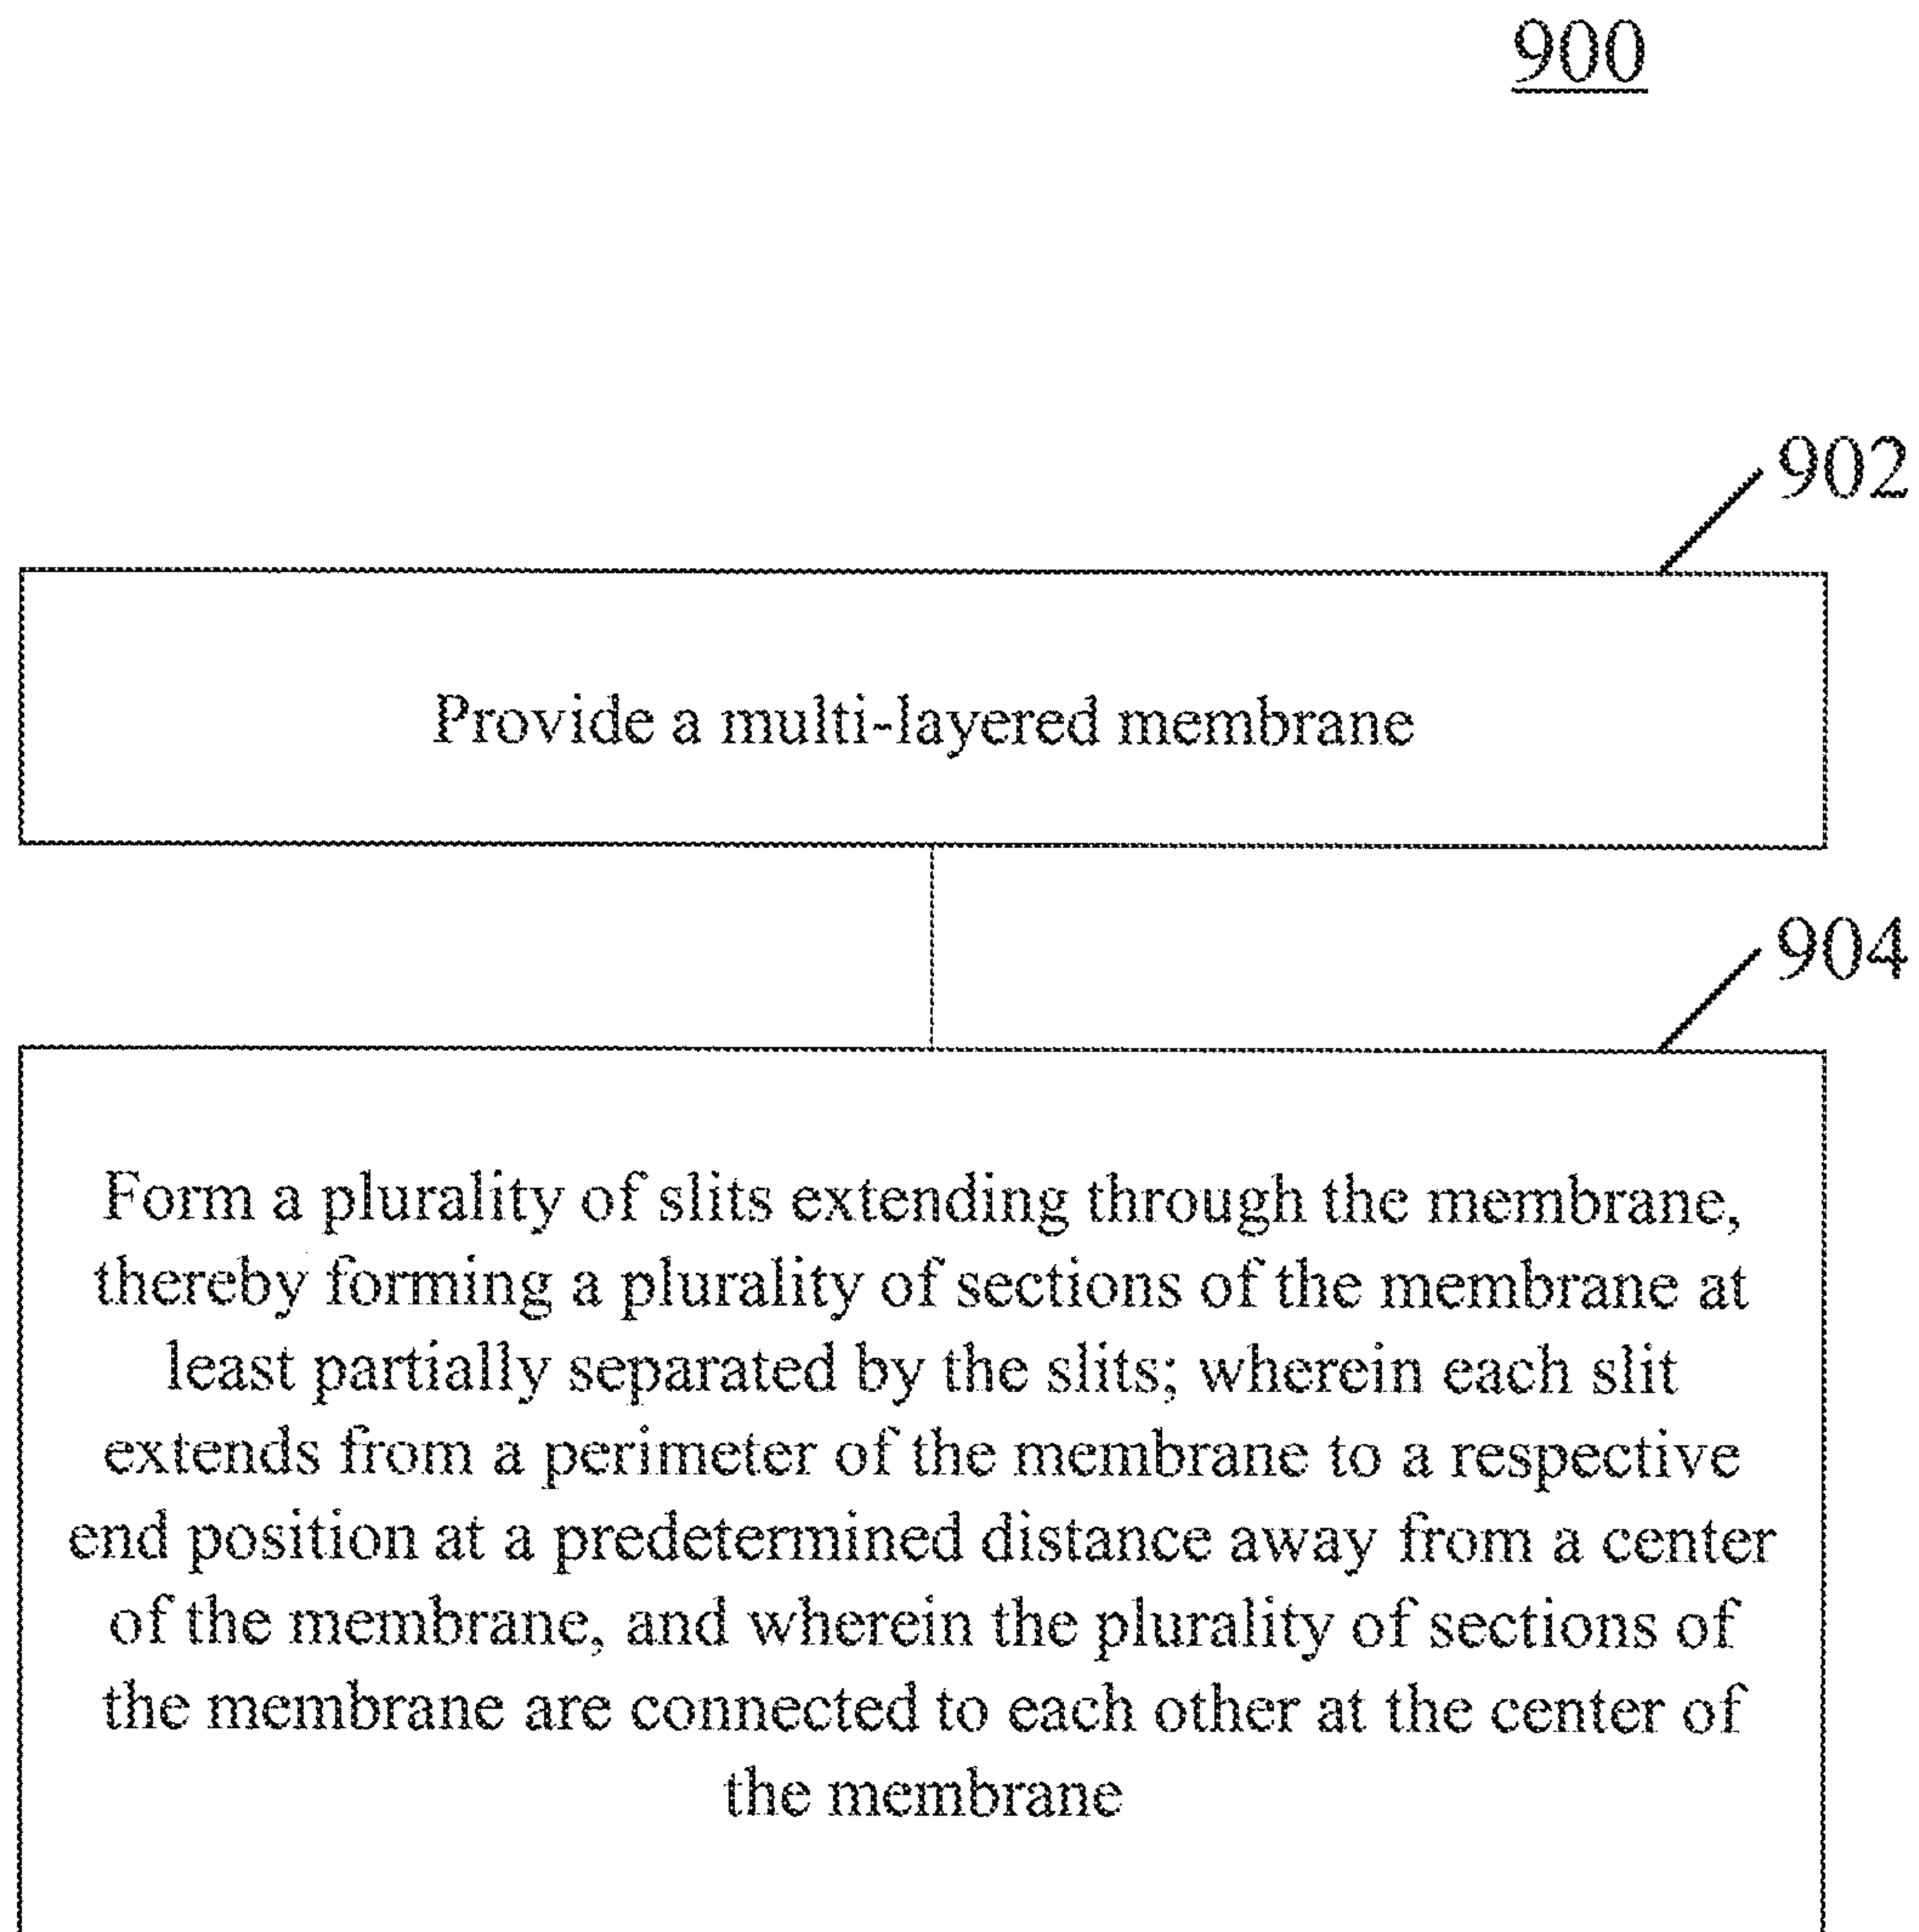 900
902
Provide a multi-layered membrane
904
Form a plurality of slits extending through the membrane,
thereby forming a plurality of sections of the membrane at
least partially separated by the slits; wherein each slit
extends from a perimeter of the membrane to a respective
end position at a predetermined distance away from a center
of the membrane, and wherein the plurality of sections of
the membrane are connected to each other at the center of
the membrane